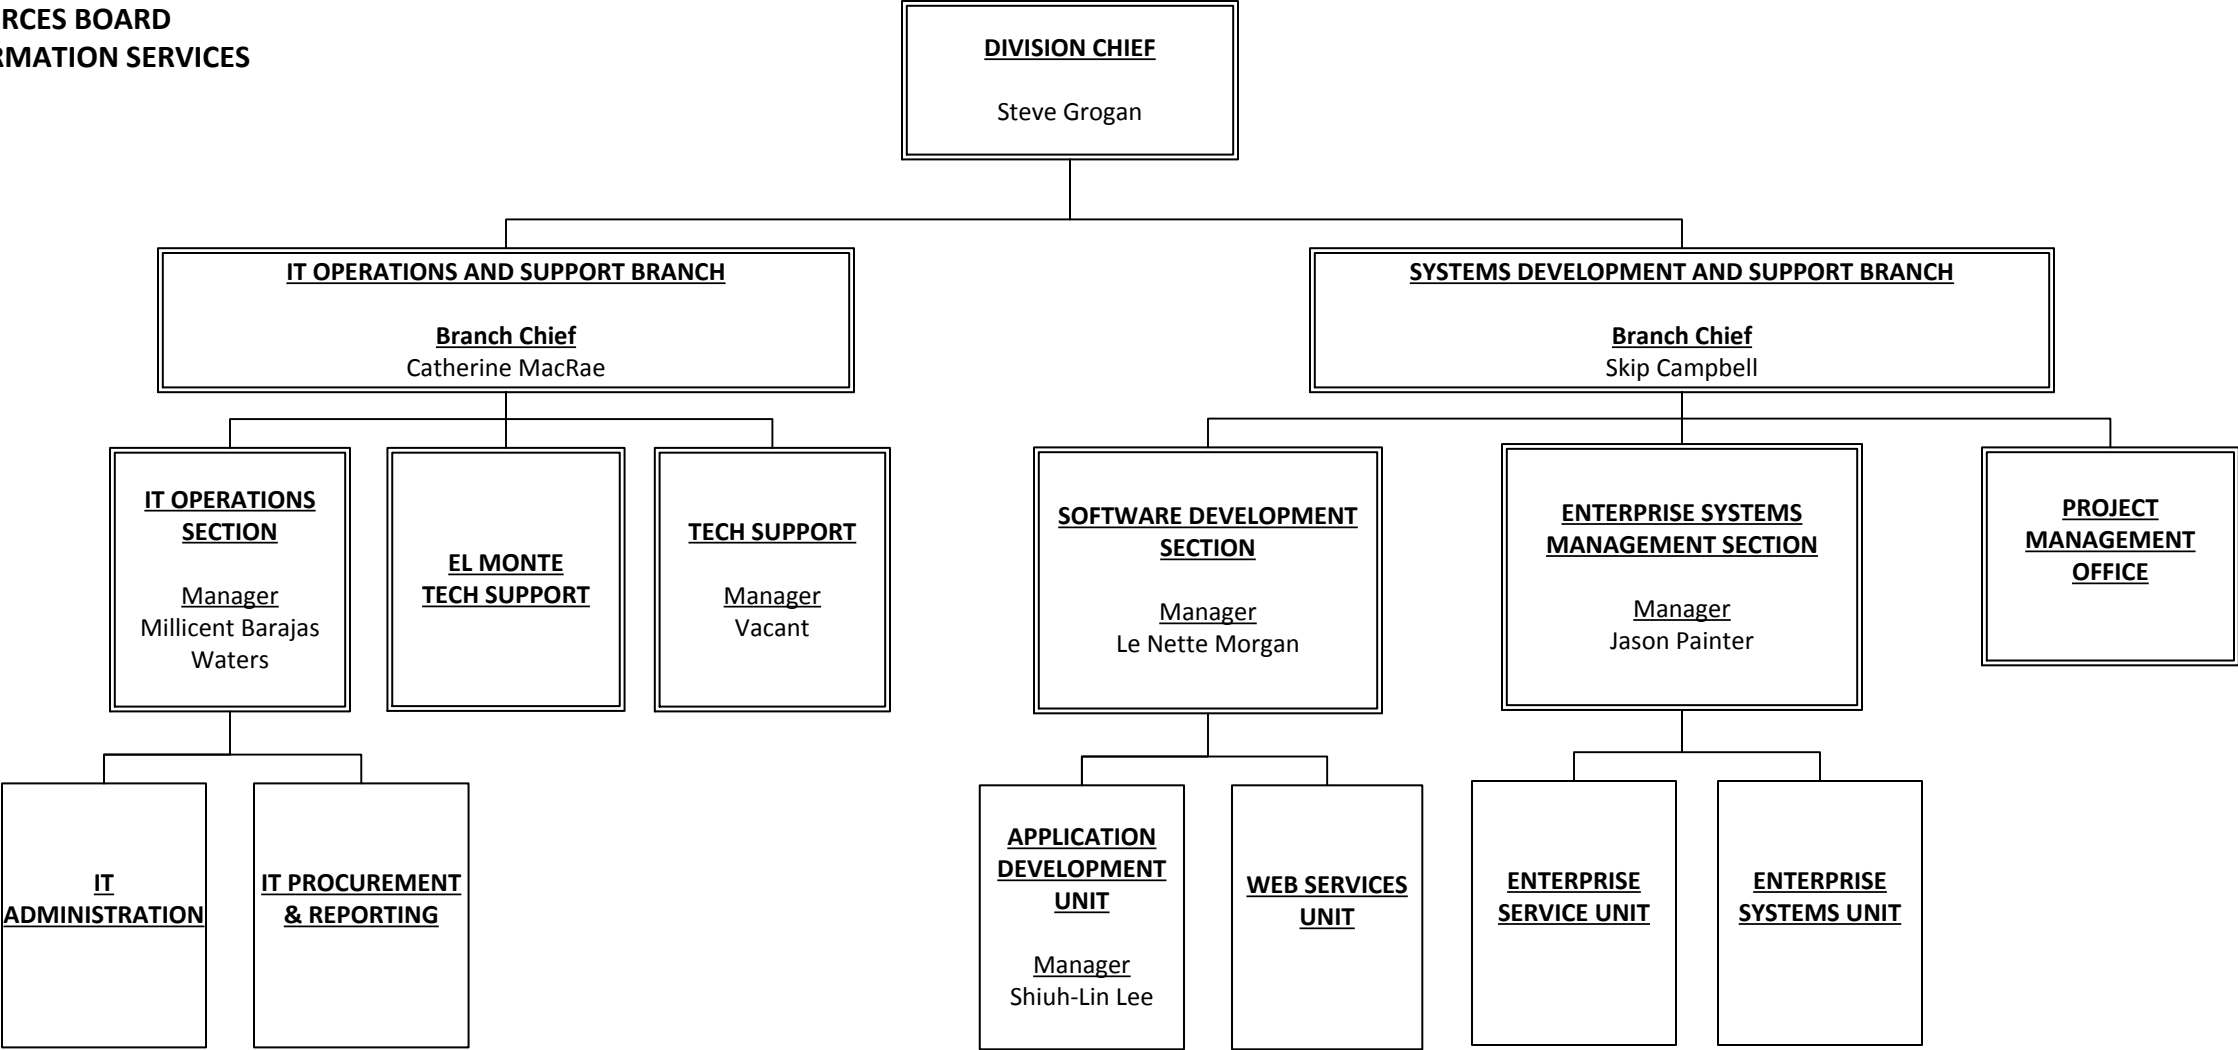 RCES BOARD
RMATION SERVICES
DIVISION CHIEF
Steve Grogan
IT OPERATIONS AND SUPPORT BRANCH
Branch Chief
Catherine MacRae
SYSTEMS DEVELOPMENT AND SUPPORT BRANCH
Branch Chief
Skip Campbell
IT OPERATIONS
SECTION
Manager
Millicent Barajas
Waters
EL MONTE
TECH SUPPORT
TECH SUPPORT
Manager
Vacant
SOFTWARE DEVELOPMENT
SECTION
Manager
Le Nette Morgan
ENTERPRISE SYSTEMS
MANAGEMENT SECTION
Manager
Jason Painter
PROJECT
MANAGEMENT
OFFICE
IT
ADMINISTRATION
IT PROCUREMENT
& REPORTING
APPLICATION
DEVELOPMENT
UNIT
Manager
Shiuh-Lin Lee
WEB SERVICES
UNIT
ENTERPRISE
SERVICE UNIT
ENTERPRISE
SYSTEMS UNIT